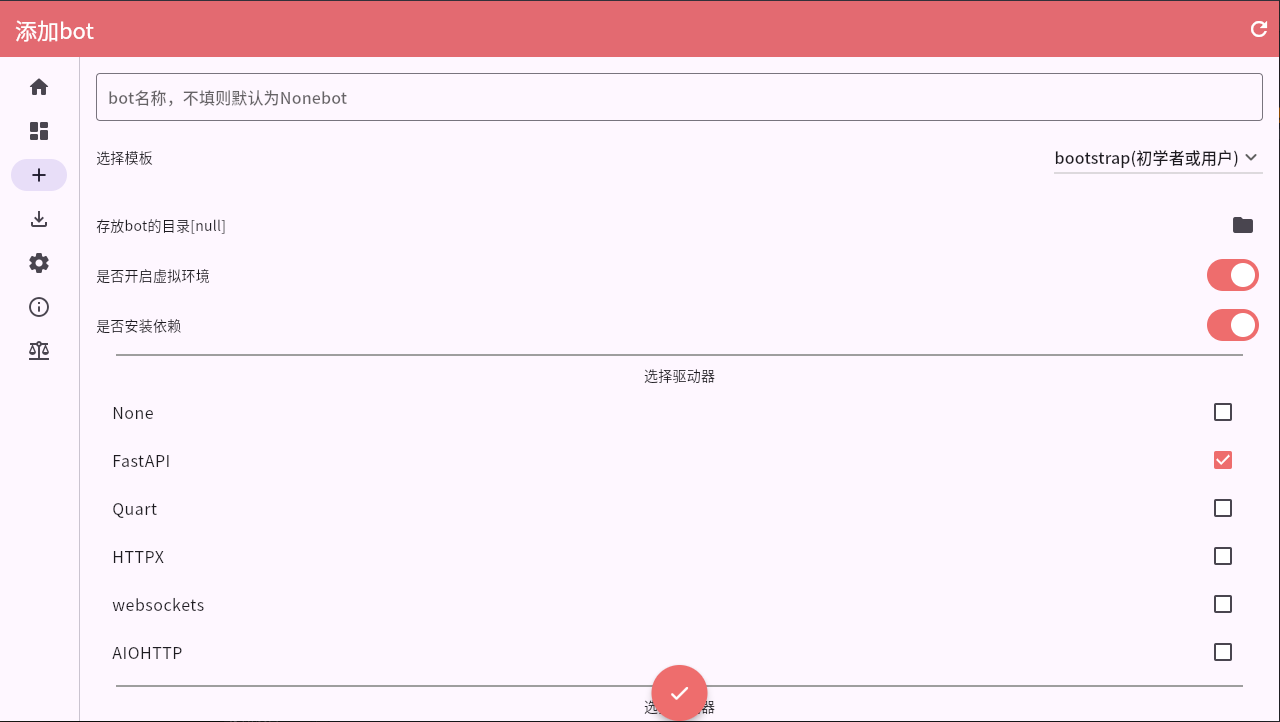 添加bot
bot名称，不填则默认为Nonebot
选择模板
bootstrap(初学者或用户)
存放bot的目录[null]
是否开启虚拟环境
是否安装依赖
选择驱动器
None
FastAPI
Quart
HTTPX
websockets
AIOHTTP